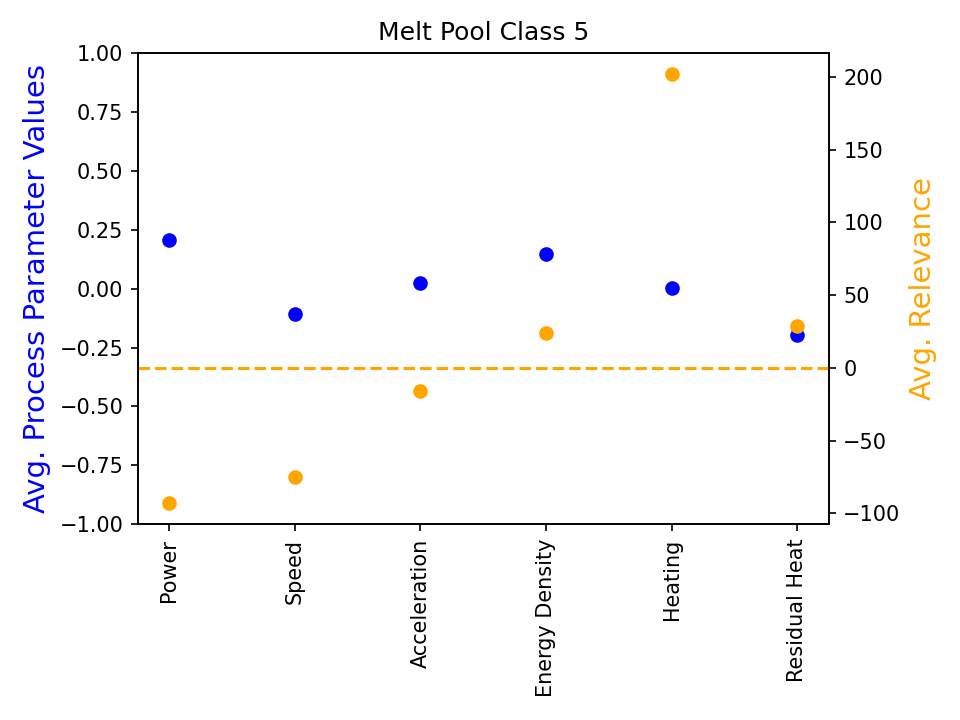 Melt Pool Class 5
Avg. Process Parameter Values
1.00
0.75
0.50
0.25
0.00
−0.25
−0.50
−0.75
−1.00
200
150
100
50
0
−50
−100
Avg. Relevance
Power
Speed
Acceleration
Energy Density
Heating
Residual Heat